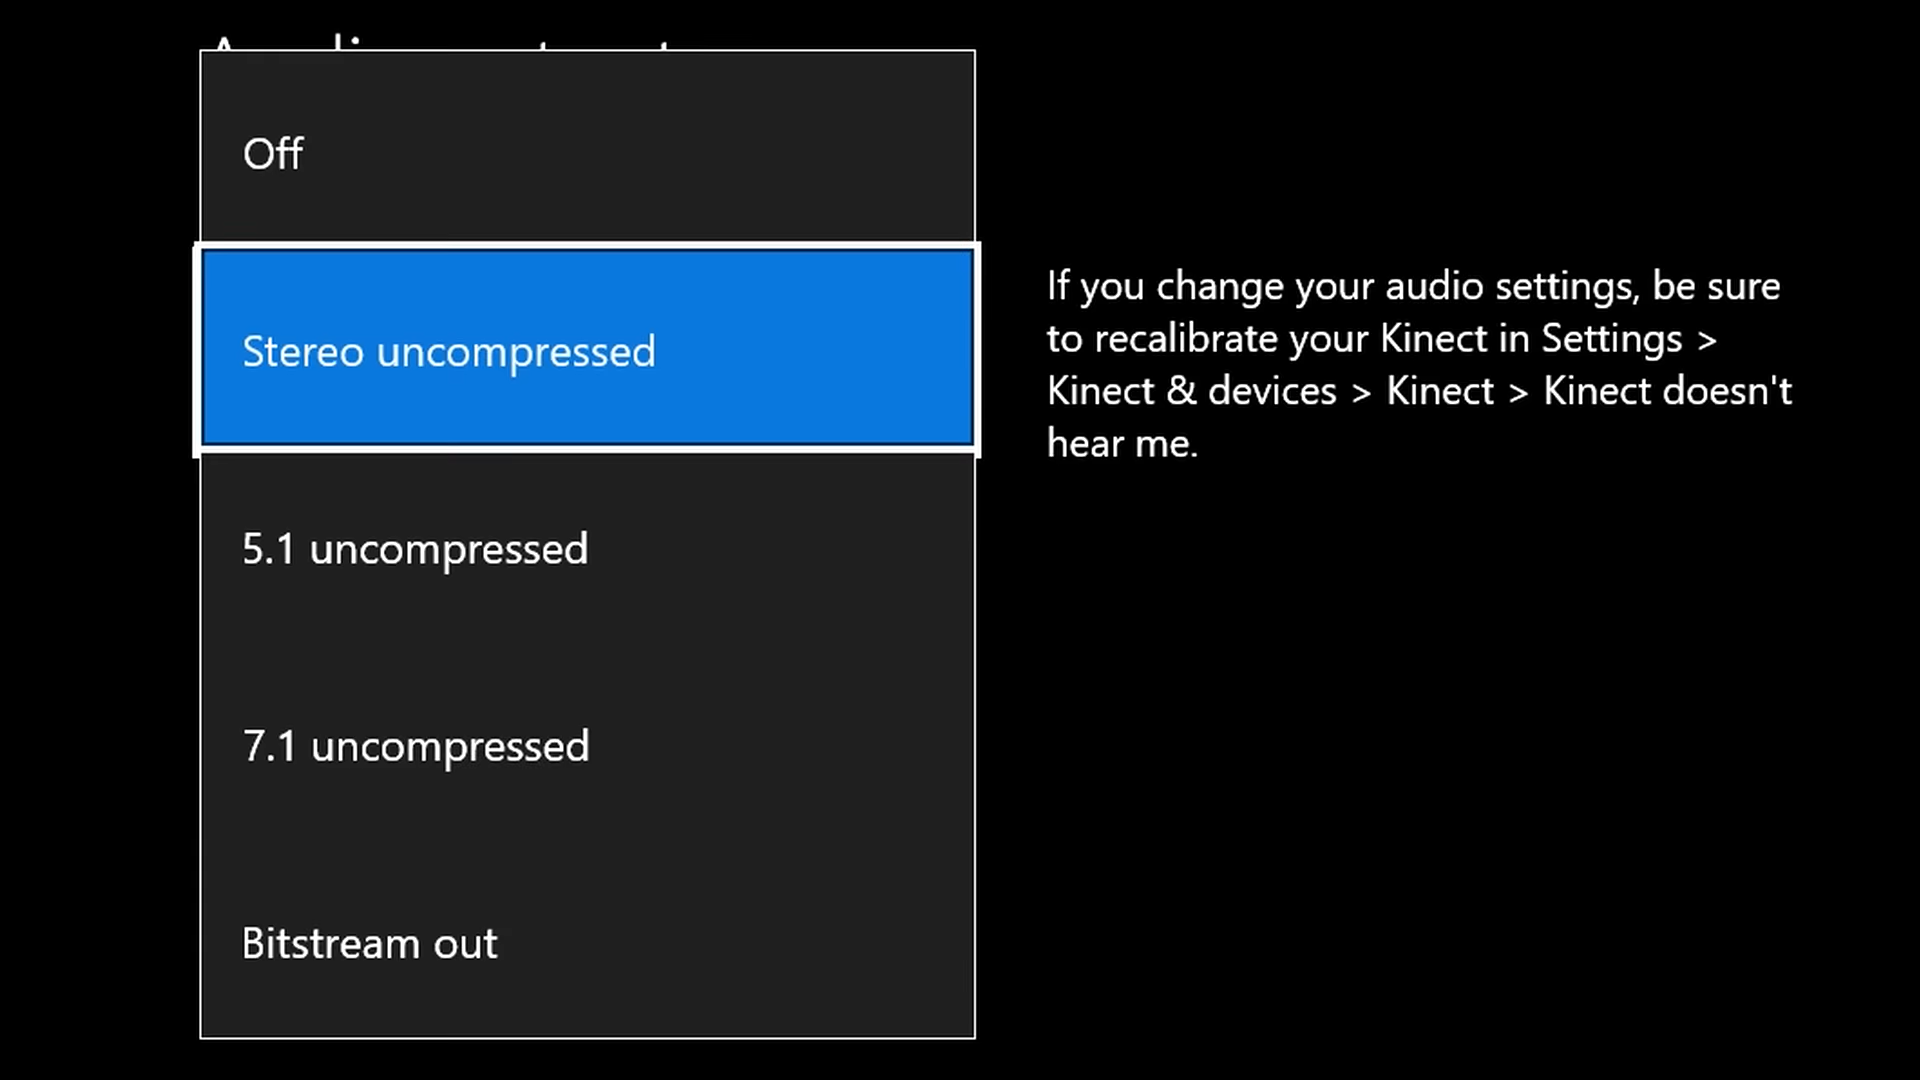 Off
Stereo uncompressed
5.1 uncompressed
7.1 uncompressed
Bitstream out
If you change your audio settings, be sure
to recalibrate your Kinect in Settings >
Kinect & devices > Kinect > Kinect doesn't
hear me.